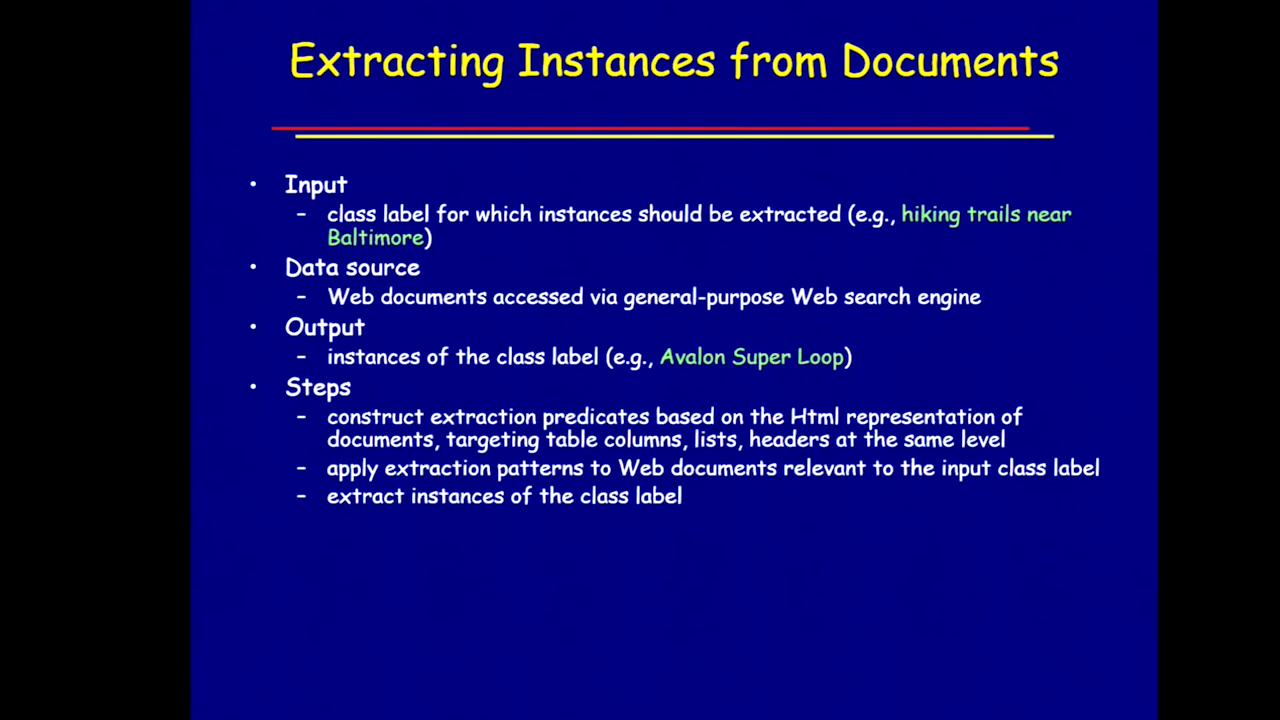 Extracting Instances from Documents
• Input
– class label for which instances should be extracted (e.g., hiking trails near
Baltimore)
• Data source
– Web documents accessed via general-purpose Web search engine
• Output
– instances of the class label (e.g., Avalon Super Loop)
• Steps
– construct extraction predicates based on the Html representation of
documents, targeting table columns, lists, headers at the same level
– apply extraction patterns to Web documents relevant to the input class label
– extract instances of the class label